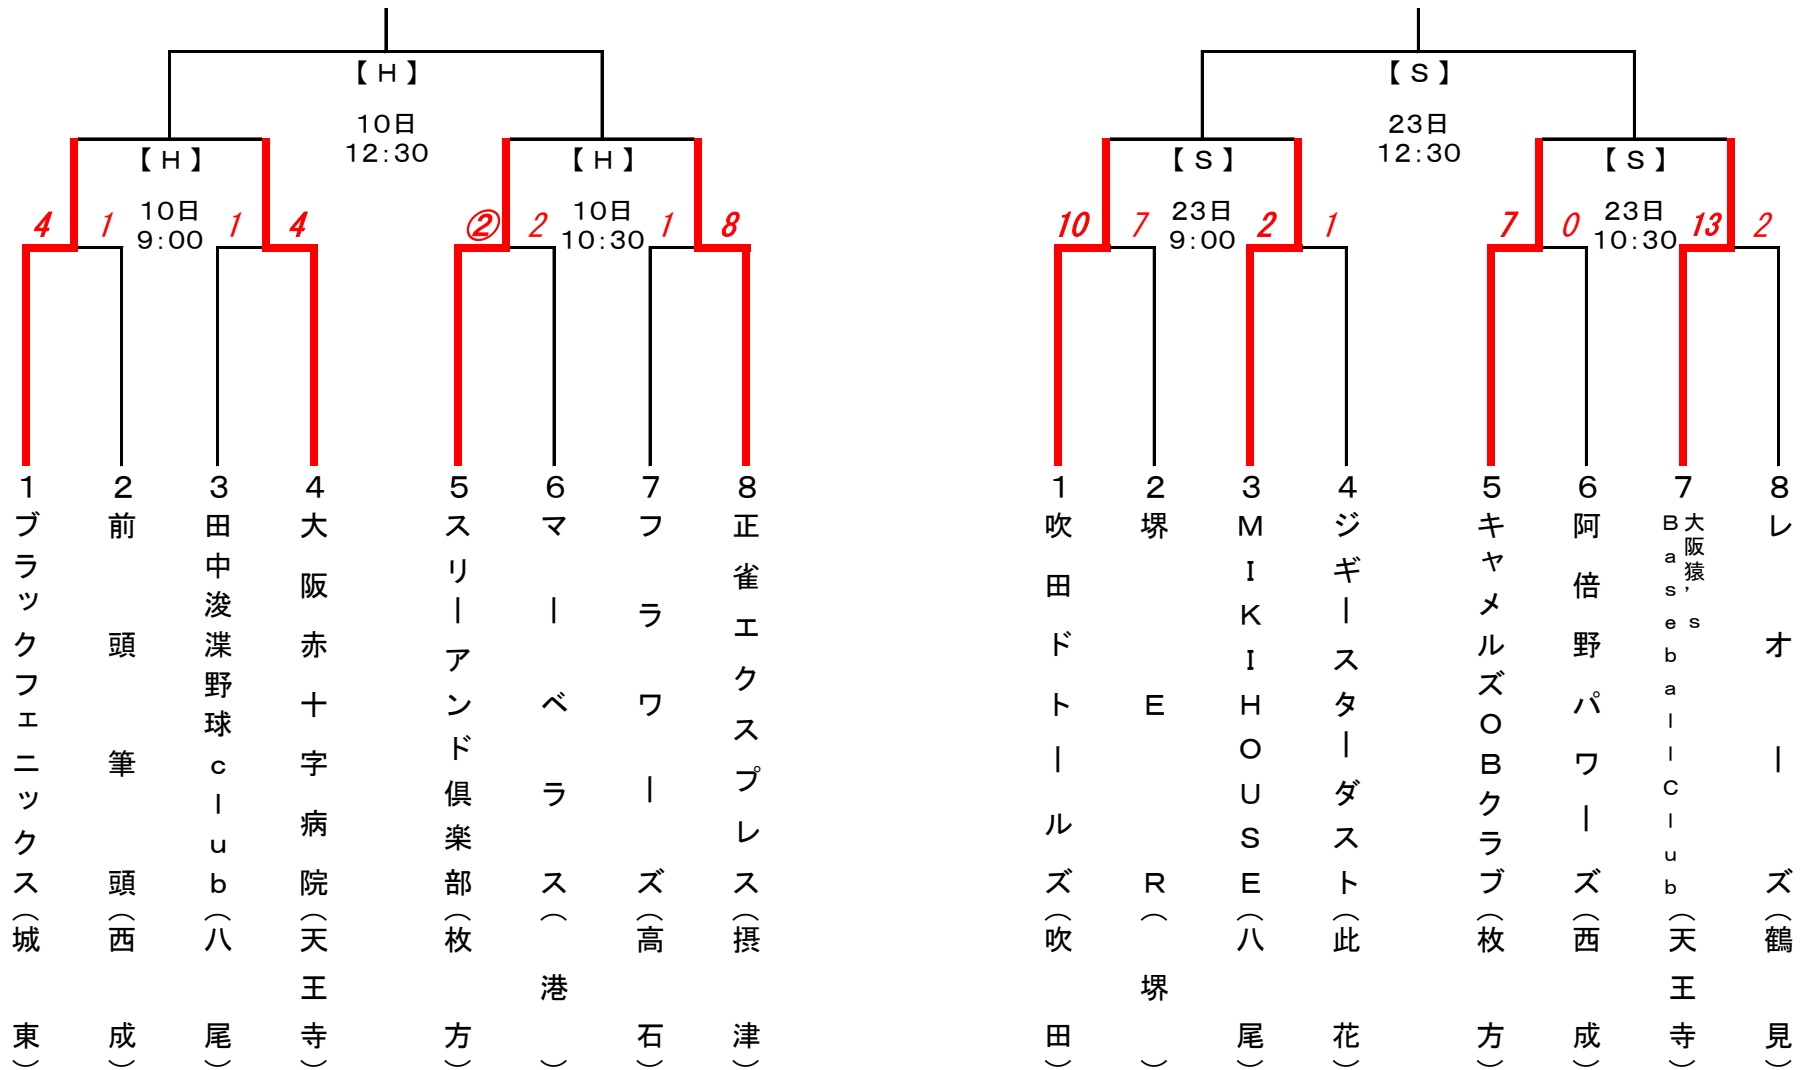 【H】
10日
12:30
【H】
10日
9:00
【H】
10日
10:30
4
1
1
4
②
2
1
8
1
ブラックフェニックス（城東）
2
前頭筆頭（西成）
3
田中浚渫野球club（八尾）
4
大阪赤十字病院（天王寺）
5
スリーアンド倶楽部（枚方）
6
マーベラス（港）
7
フラワーズ（高石）
8
正雀エクスプレス（摂津）
【S】
23日
12:30
【S】
23日
9:00
【S】
23日
10:30
10
7
2
1
7
0
13
2
1
吹田ドトールズ（吹田）
2
堺ER（堺）
3
MIKIHOUSE（八尾）
4
ジギースターダスト（此花）
5
キャメルズOBクラブ（枚方）
6
阿倍野パワーズ（西成）
7
大阪猿's
BaseballClub（天王寺）
8
レオーズ（鶴見）